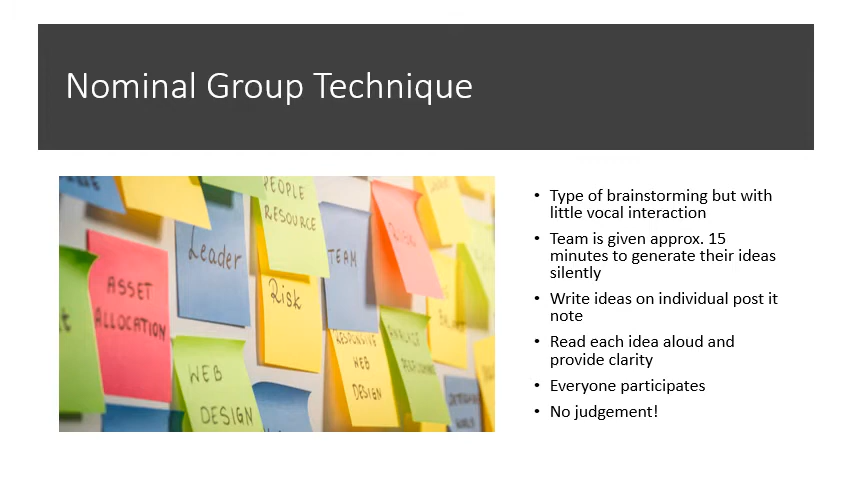 Nominal Group Technique
PEOPLE
RESOURCE
Leader
TEAM
Risk
ASSET
ALLOCATION
RESPONSIVE
WEB
DESIGN
WEB
DESIGN
• Type of brainstorming but with
little vocal interaction
• Team is given approx. 15
minutes to generate their ideas
silently
• Write ideas on individual post it
note
• Read each idea aloud and
provide clarity
• Everyone participates
• No judgement!